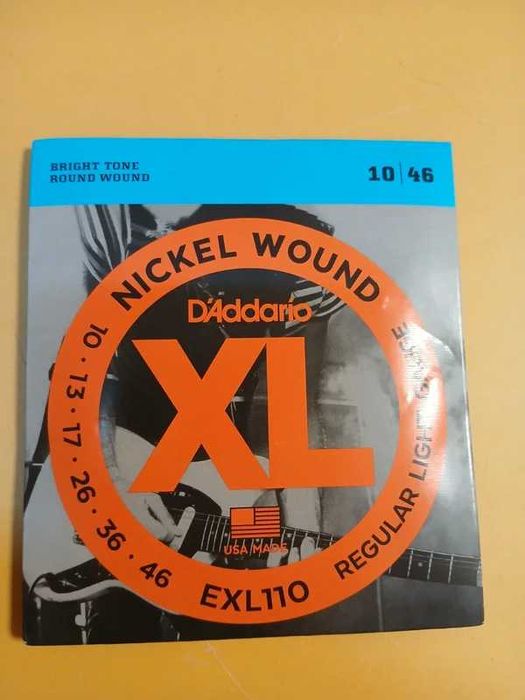 BRIGHT TONE
ROUND WOUND
10 | 46
NICKEL WOUND
D'Addario
XL
10 · 13 · 17 · 26 · 36 · 46
USA MADE
EXL110
REGULAR LIGHT GAUGE